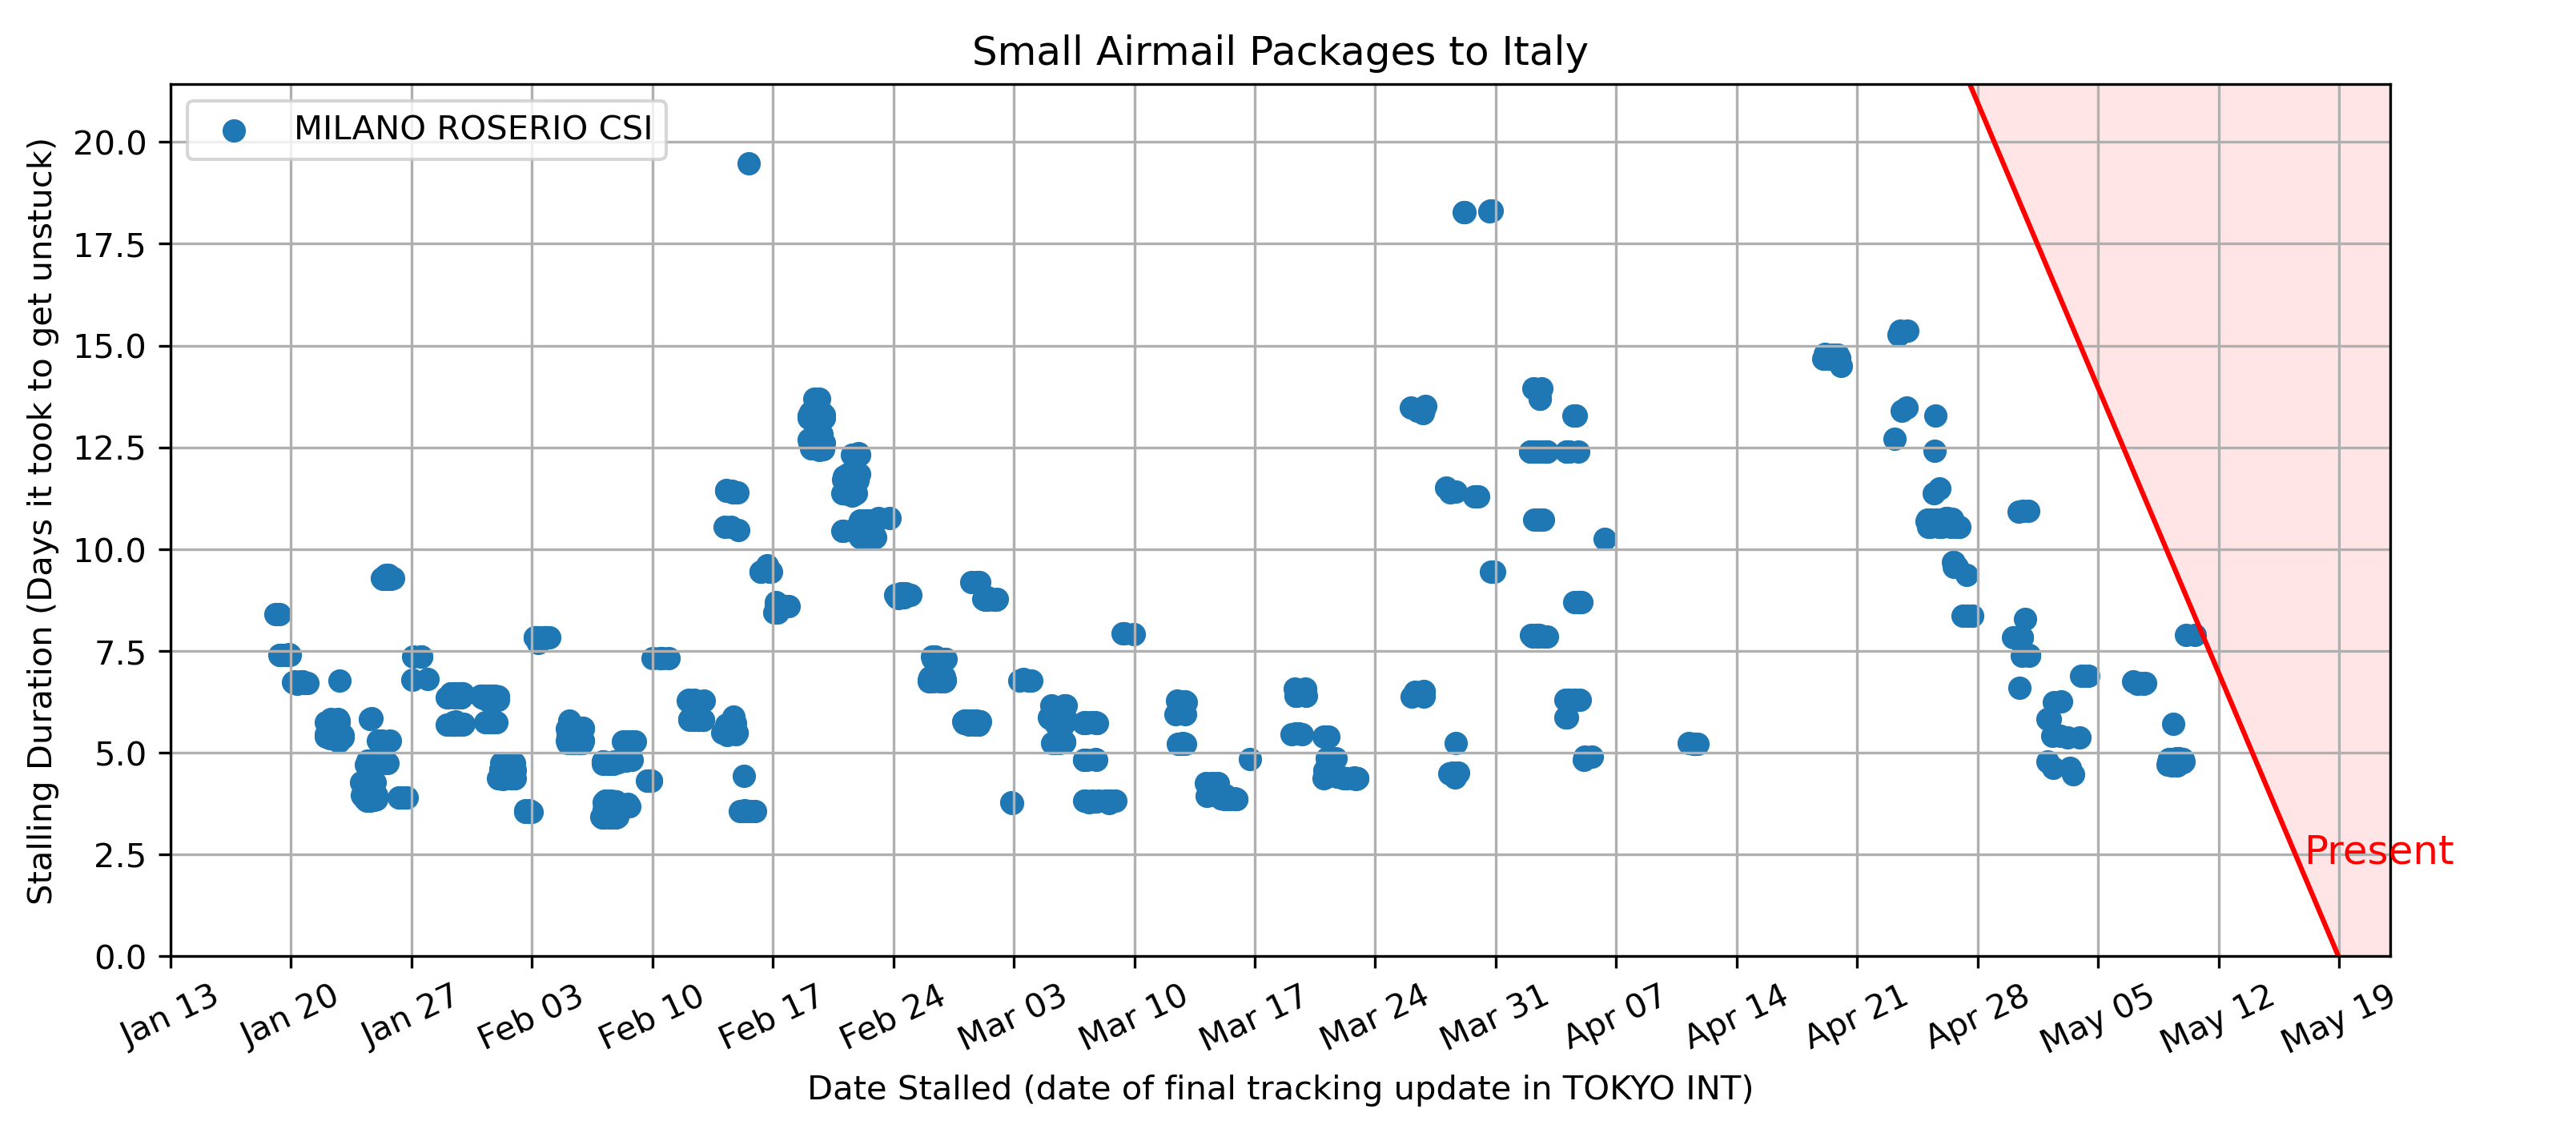 Small Airmail Packages to Italy
MILANO ROSERIO CSI
Stalling Duration (Days it took to get unstuck)
20.0
17.5
15.0
12.5
10.0
7.5
5.0
2.5
0.0
Present
Jan 13
Jan 20
Jan 27
Feb 03
Feb 10
Feb 17
Feb 24
Mar 03
Mar 10
Mar 17
Mar 24
Mar 31
Apr 07
Apr 14
Apr 21
Apr 28
May 05
May 12
May 19
Date Stalled (date of final tracking update in TOKYO INT)